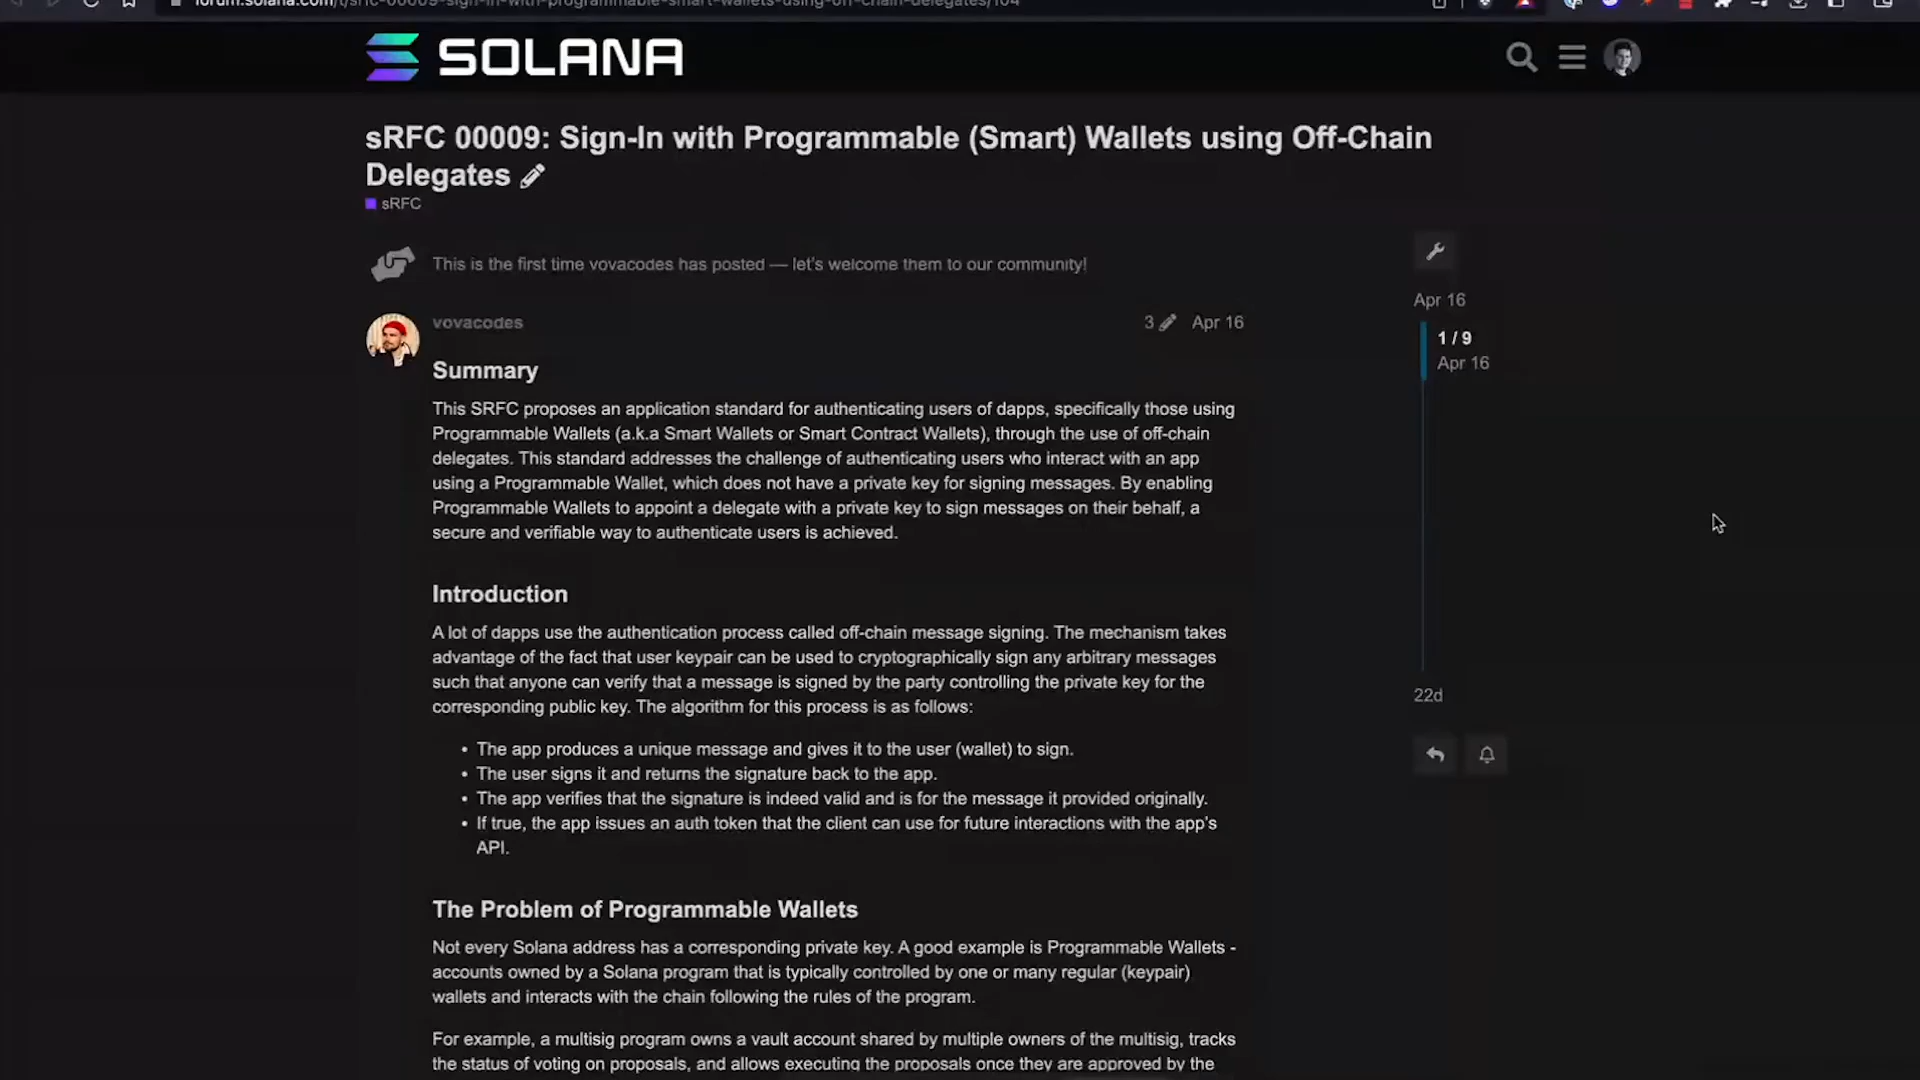 forum.solana.com/t/srfc-00009-sign-in-with-programmable-smart-wallets-using-off-chain-delegates/104
SOLANA
sRFC 00009: Sign-In with Programmable (Smart) Wallets using Off-Chain
Delegates
sRFC
This is the first time vovacodes has posted — let's welcome them to our community!
vovacodes
3
Apr 16
Summary
This SRFC proposes an application standard for authenticating users of dapps, specifically those using
Programmable Wallets (a.k.a Smart Wallets or Smart Contract Wallets), through the use of off-chain
delegates. This standard addresses the challenge of authenticating users who interact with an app
using a Programmable Wallet, which does not have a private key for signing messages. By enabling
Programmable Wallets to appoint a delegate with a private key to sign messages on their behalf, a
secure and verifiable way to authenticate users is achieved.
Introduction
A lot of dapps use the authentication process called off-chain message signing. The mechanism takes
advantage of the fact that user keypair can be used to cryptographically sign any arbitrary messages
such that anyone can verify that a message is signed by the party controlling the private key for the
corresponding public key. The algorithm for this process is as follows:
• The app produces a unique message and gives it to the user (wallet) to sign.
• The user signs it and returns the signature back to the app.
• The app verifies that the signature is indeed valid and is for the message it provided originally.
• If true, the app issues an auth token that the client can use for future interactions with the app's
API.
The Problem of Programmable Wallets
Not every Solana address has a corresponding private key. A good example is Programmable Wallets -
accounts owned by a Solana program that is typically controlled by one or many regular (keypair)
wallets and interacts with the chain following the rules of the program.
For example, a multisig program owns a vault account shared by multiple owners of the multisig, tracks
the status of voting on proposals, and allows executing the proposals once they are approved by the
Apr 16
1 / 9
Apr 16
22d